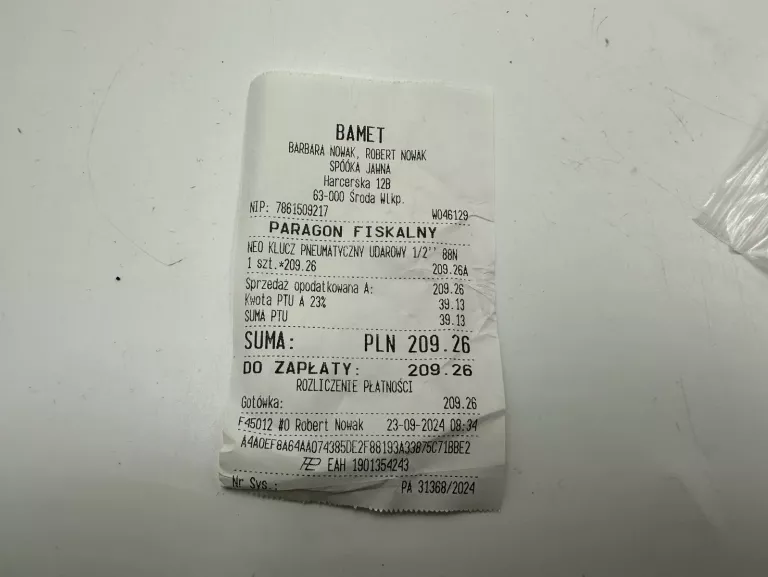 BAMET
BARBARA NOWAK, ROBERT NOWAK
SPÓÓKA JAWNA
Harcerska 12B
63-000 Środa Wlkp.
NIP: 7861509217 W046129
PARAGON FISKALNY
NEO KLUCZ PNEUMATYCZNY UDAROWY 1/2'' 88N
1 szt.*209.26 209.26A
Sprzedaż opodatkowana A: 209.26
Kwota PTU A 23% 39.13
SUMA PTU 39.13
SUMA: PLN 209.26
DO ZAPŁATY: 209.26
ROZLICZENIE PŁATNOŚCI
Gotówka: 209.26
F45012 #0 Robert Nowak 23-09-2024 08:34
A4A0EF8A64AA074385DE2F88193A33875C71BBE2
EAH 1901354243
Nr Sys.: PA 31368/2024